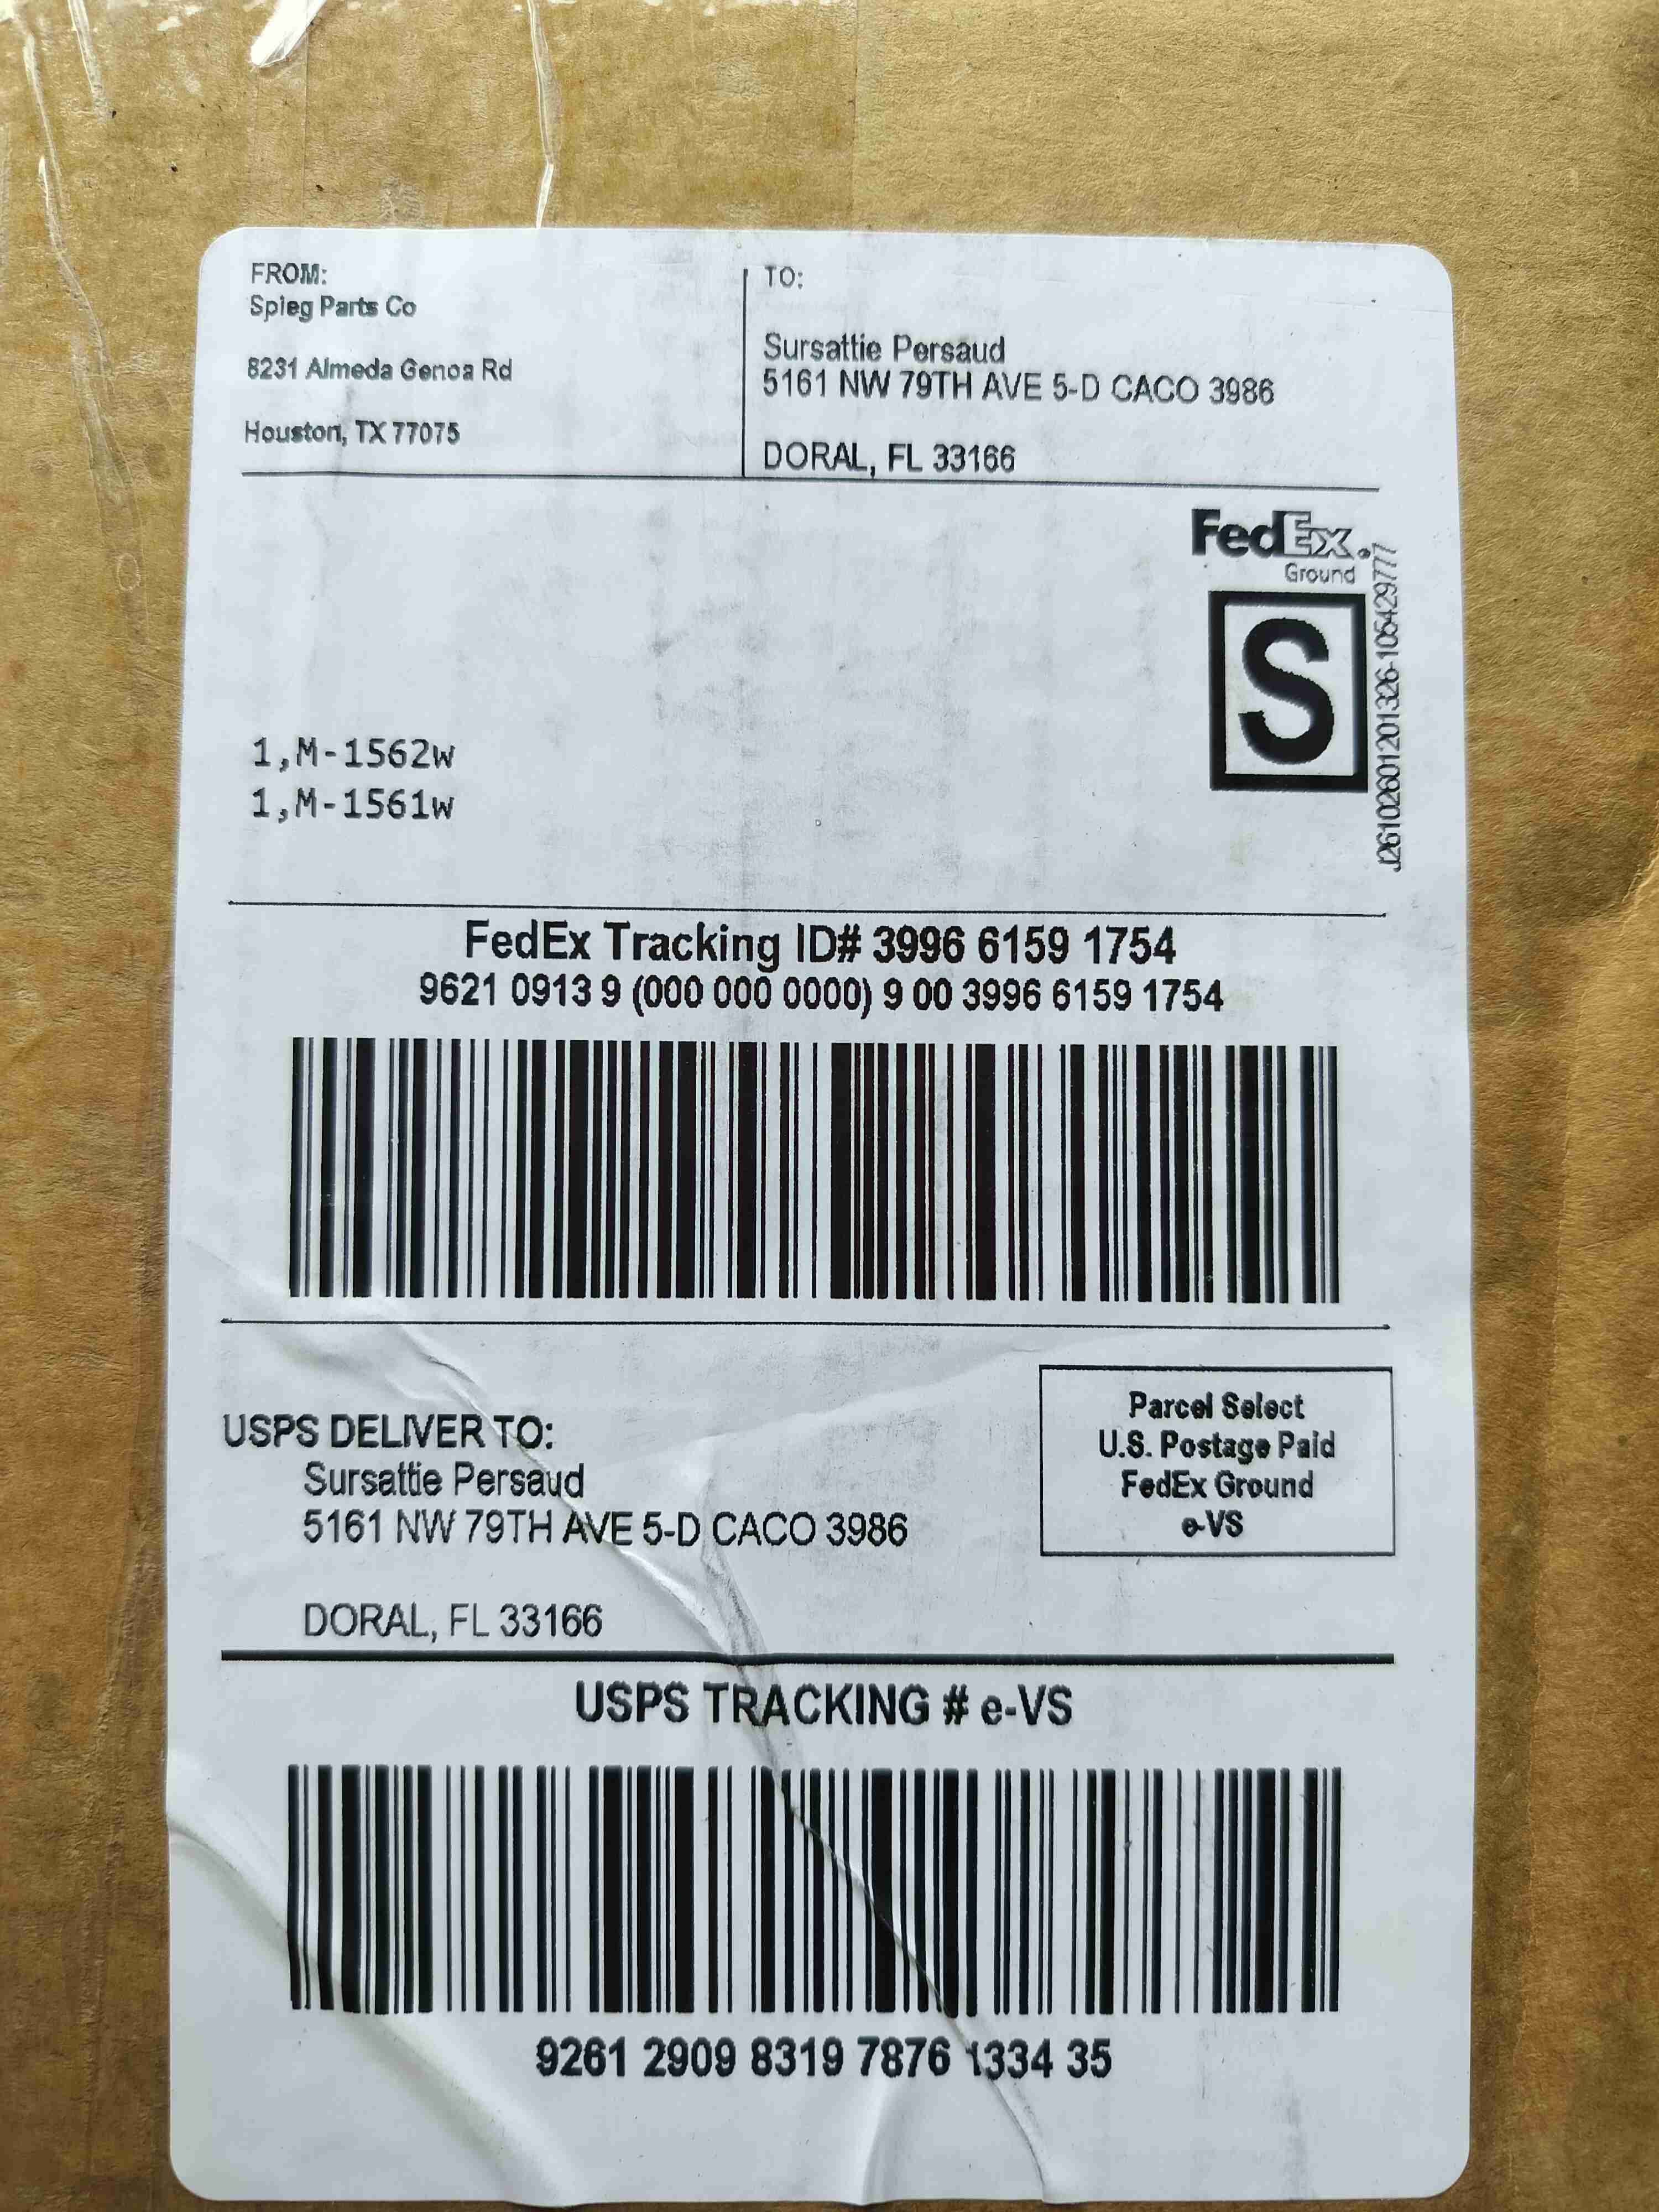 FROM:
Spieg Parts Co
8231 Almeda Genoa Rd
Houston, TX 77075
TO:
Sursattie Persaud
5161 NW 79TH AVE 5-D CACO 3986
DORAL, FL 33166
FedEx.
Ground
S
J26102601201326-105429777
1,M-1562w
1,M-1561w
FedEx Tracking ID# 3996 6159 1754
9621 0913 9 (000 000 0000) 9 00 3996 6159 1754
USPS DELIVER TO:
Sursattie Persaud
5161 NW 79TH AVE 5-D CACO 3986
DORAL, FL 33166
Parcel Select
U.S. Postage Paid
FedEx Ground
e-VS
USPS TRACKING # e-VS
9261 2909 8319 7876 1334 35